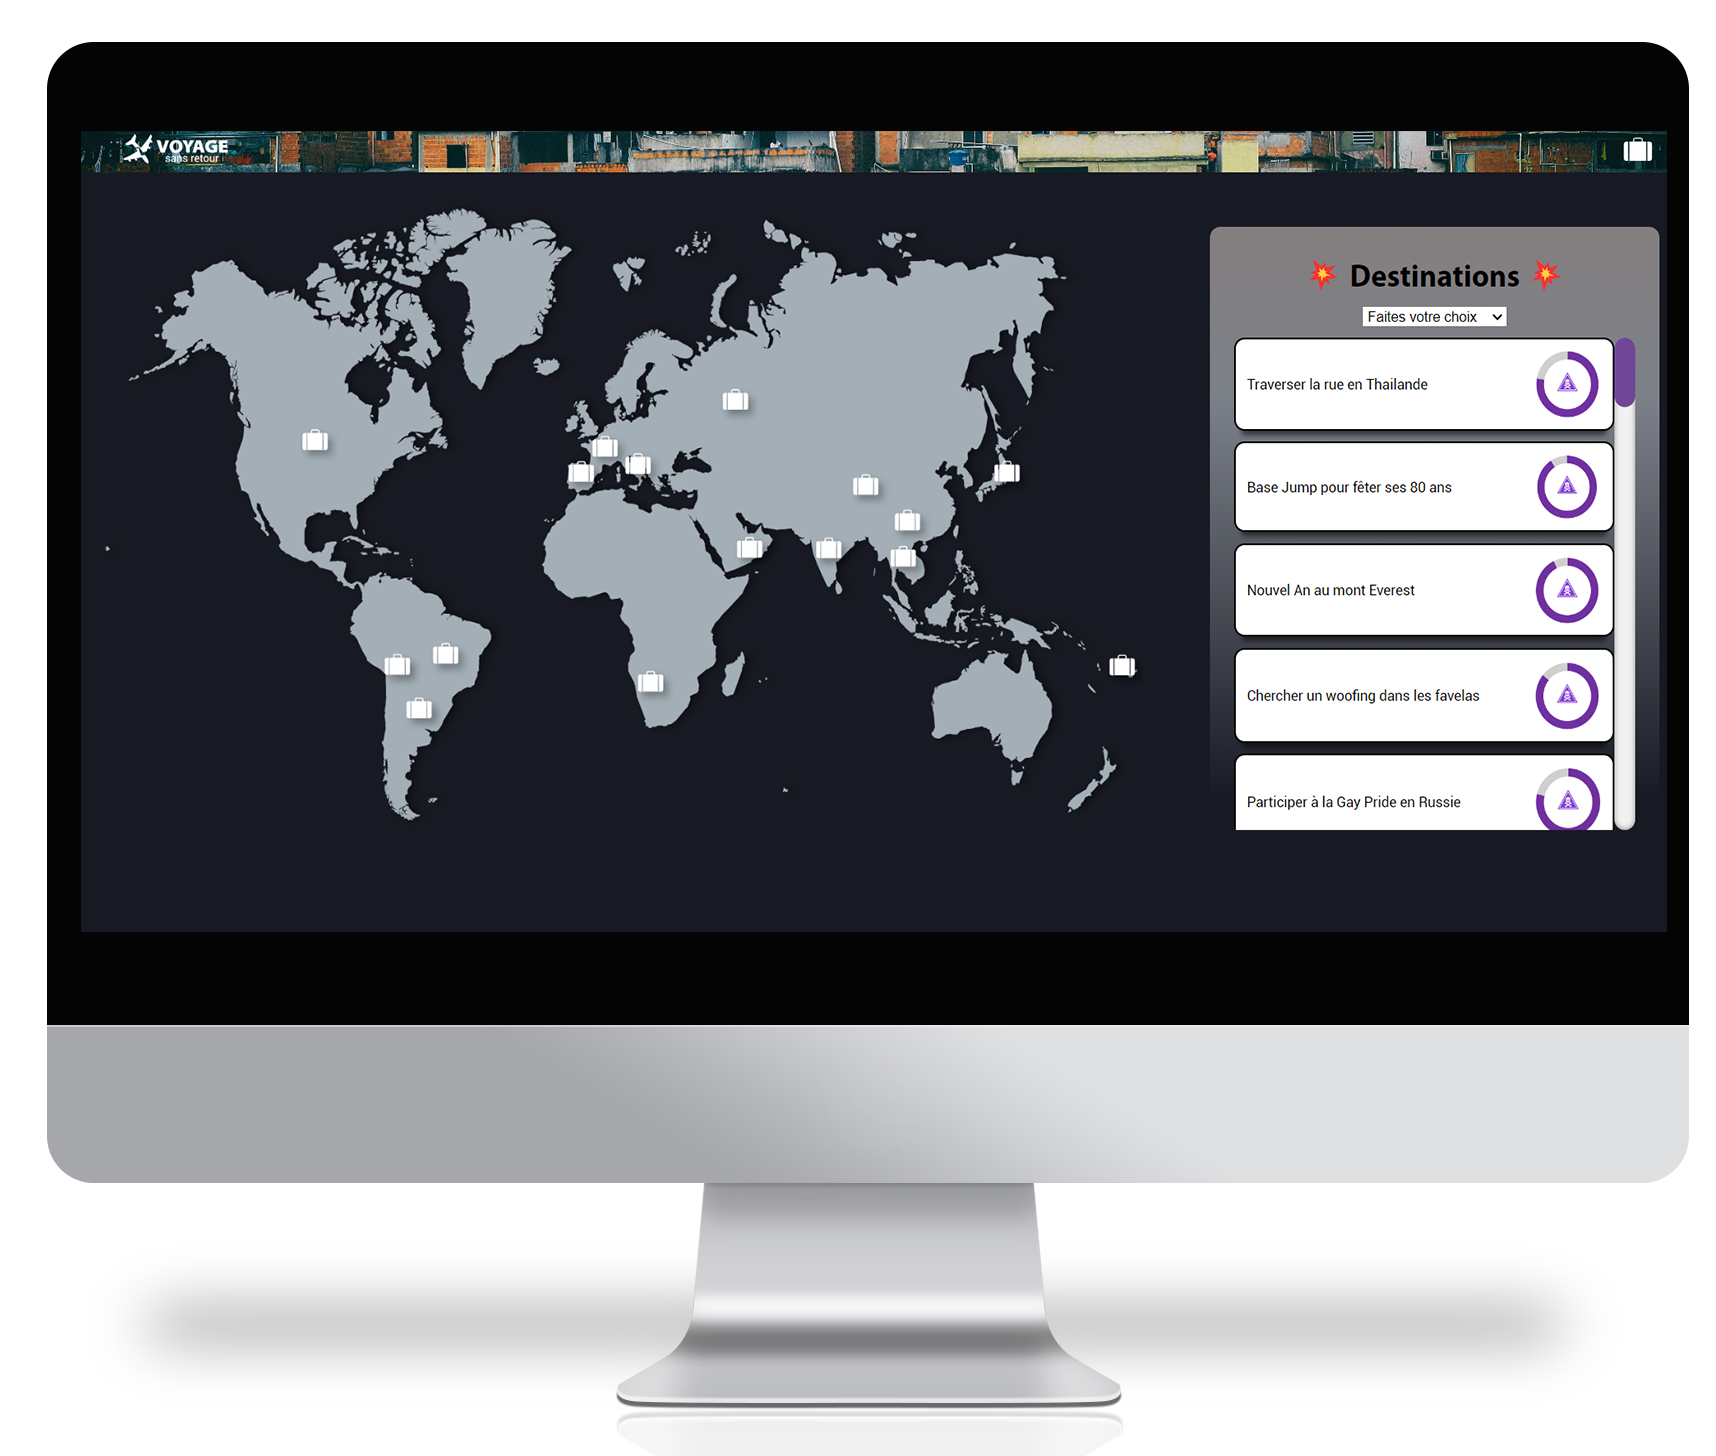 VOYAGE
sans retour
Destinations
Faites votre choix
Traverser la rue en Thailande
Base Jump pour fêter ses 80 ans
Nouvel An au mont Everest
Chercher un woofing dans les favelas
Participer à la Gay Pride en Russie